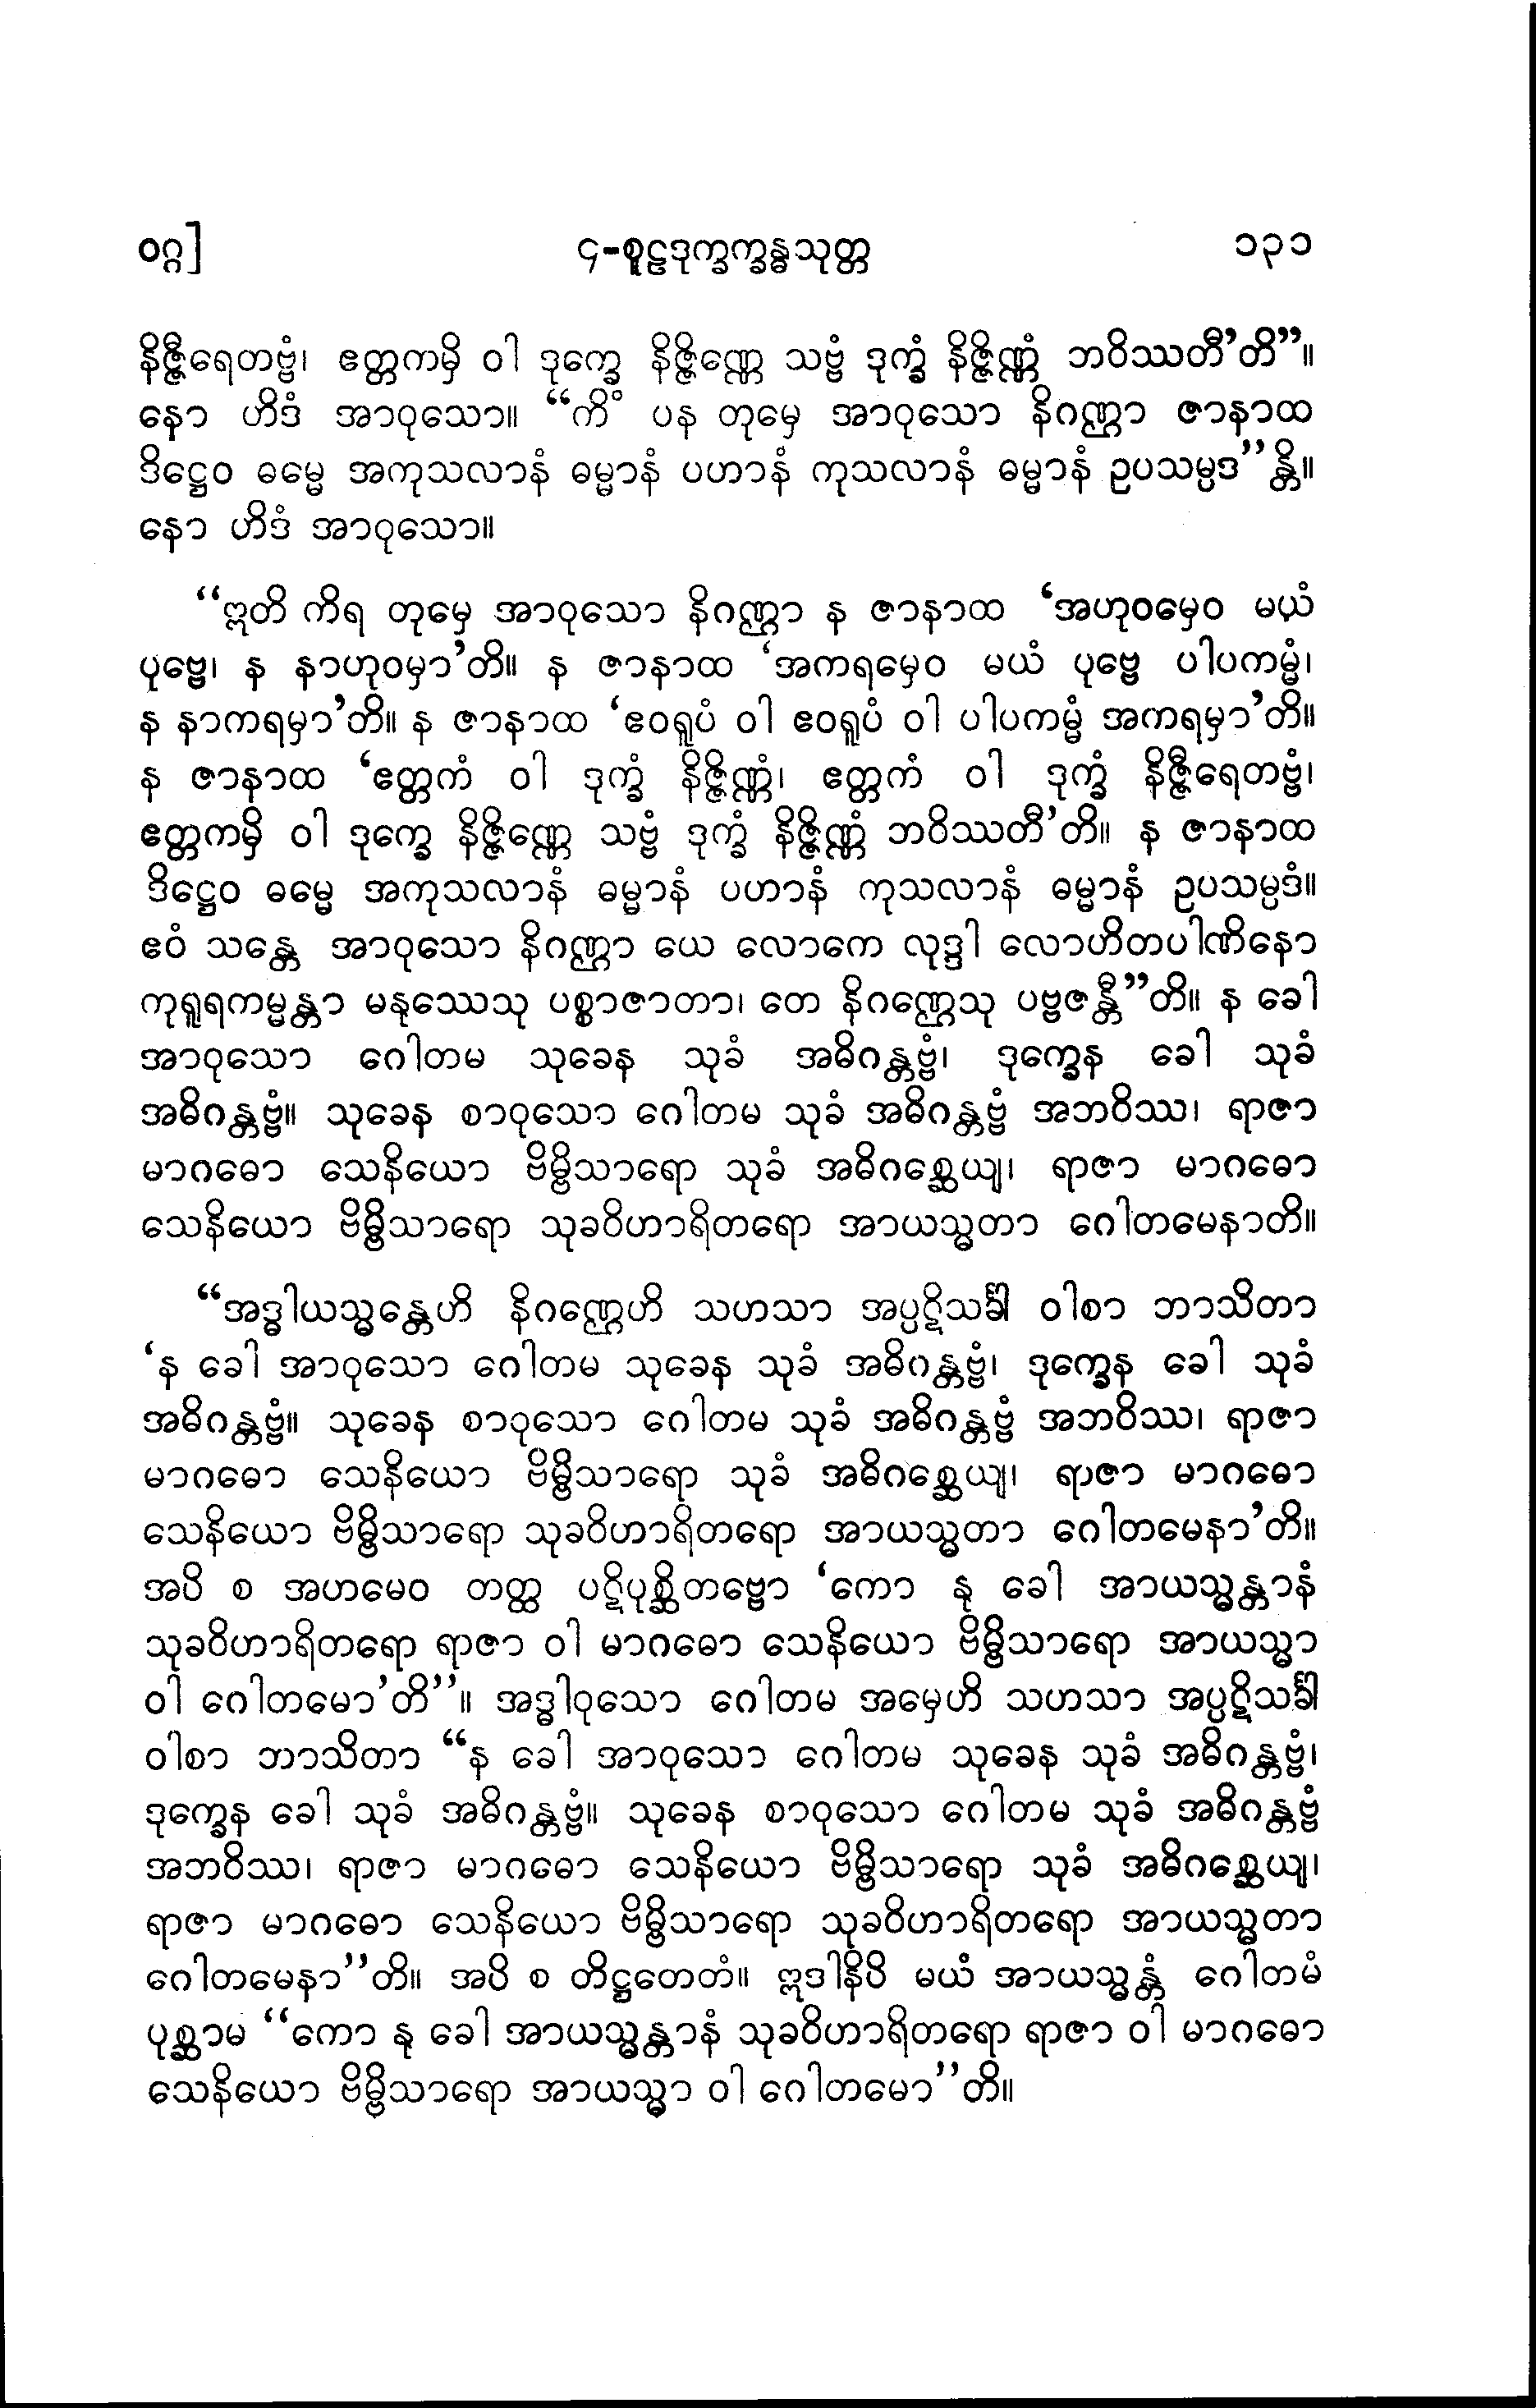 ၀ဂ္ဂ]
၄-စူဠဒုက္ခက္ခန္ဓသုတ္တ
၁၃၁
နိဇ္ဇီရေတဗ္ဗံ၊ ဧတ္တကမှိ ဝါ ဒုက္ခေ နိဇ္ဇိဏ္ဏေ သဗ္ဗံ ဒုက္ခံ နိဇ္ဇိဏ္ဏံ ဘဝိဿတီ’တိ”။
နော ဟိဒံ အာဝုသော။ “ကိံ ပန တုမှေ အာဝုသော နိဂဏ္ဌာ ဇာနာထ
ဒိဋ္ဌေဝ ဓမ္မေ အကုသလာနံ ဓမ္မာနံ ပဟာနံ ကုသလာနံ ဓမ္မာနံ ဥပသမ္ပဒ”န္တိ။
နော ဟိဒံ အာဝုသော။
“ဣတိ ကိရ တုမှေ အာဝုသော နိဂဏ္ဌာ န ဇာနာထ ‘အဟုဝမှေဝ မယံ
ပုဗ္ဗေ၊ န နာဟုဝမှာ’တိ။ န ဇာနာထ ‘အကရမှေဝ မယံ ပုဗ္ဗေ ပါပကမ္မံ၊
န နာကရမှာ’တိ။ န ဇာနာထ ‘ဧဝရူပံ ဝါ ဧဝရူပံ ဝါ ပါပကမ္မံ အကရမှာ’တိ။
န ဇာနာထ ‘ဧတ္တကံ ဝါ ဒုက္ခံ နိဇ္ဇိဏ္ဏံ၊ ဧတ္တကံ ဝါ ဒုက္ခံ နိဇ္ဇီရေတဗ္ဗံ၊
ဧတ္တကမှိ ဝါ ဒုက္ခေ နိဇ္ဇိဏ္ဏေ သဗ္ဗံ ဒုက္ခံ နိဇ္ဇိဏ္ဏံ ဘဝိဿတီ’တိ။ န ဇာနာထ
ဒိဋ္ဌေဝ ဓမ္မေ အကုသလာနံ ဓမ္မာနံ ပဟာနံ ကုသလာနံ ဓမ္မာနံ ဥပသမ္ပဒံ။
ဧဝံ သန္တေ အာဝုသော နိဂဏ္ဌာ ယေ လောကေ လုဒ္ဒါ လောဟိတပါဏိနော
ကုရူရကမ္မန္တာ မနုဿေသု ပစ္စာဇာတာ၊ တေ နိဂဏ္ဌေသု ပဗ္ဗဇန္တီ”တိ။ န ခေါ
အာဝုသော ဂေါတမ သုခေန သုခံ အဓိဂန္တဗ္ဗံ၊ ဒုက္ခေန ခေါ သုခံ
အဓိဂန္တဗ္ဗံ။ သုခေန စာဝုသော ဂေါတမ သုခံ အဓိဂန္တဗ္ဗံ အဘဝိဿ၊ ရာဇာ
မာဂဓော သေနိယော ဗိမ္ဗိသာရော သုခံ အဓိဂစ္ဆေယျ၊ ရာဇာ မာဂဓော
သေနိယော ဗိမ္ဗိသာရော သုခဝိဟာရိတရော အာယသ္မတာ ဂေါတမေနာတိ။
“အဒ္ဓါယသ္မန္တေဟိ နိဂဏ္ဌေဟိ သဟသာ အပ္ပဋိသင်္ခါ ဝါစာ ဘာသိတာ
‘န ခေါ အာဝုသော ဂေါတမ သုခေန သုခံ အဓိဂန္တဗ္ဗံ၊ ဒုက္ခေန ခေါ သုခံ
အဓိဂန္တဗ္ဗံ။ သုခေန စာဝုသော ဂေါတမ သုခံ အဓိဂန္တဗ္ဗံ အဘဝိဿ၊ ရာဇာ
မာဂဓော သေနိယော ဗိမ္ဗိသာရော သုခံ အဓိဂစ္ဆေယျ၊ ရာဇာ မာဂဓော
သေနိယော ဗိမ္ဗိသာရော သုခဝိဟာရိတရော အာယသ္မတာ ဂေါတမေနာ’တိ။
အပိ စ အဟမေဝ တတ္ထ ပဋိပုစ္ဆိတဗ္ဗော ‘ကော နု ခေါ အာယသ္မန္တာနံ
သုခဝိဟာရိတရော ရာဇာ ဝါ မာဂဓော သေနိယော ဗိမ္ဗိသာရော အာယသ္မာ
ဝါ ဂေါတမော’တိ”။ အဒ္ဓါဝုသော ဂေါတမ အမှေဟိ သဟသာ အပ္ပဋိသင်္ခါ
ဝါစာ ဘာသိတာ “န ခေါ အာဝုသော ဂေါတမ သုခေန သုခံ အဓိဂန္တဗ္ဗံ၊
ဒုက္ခေန ခေါ သုခံ အဓိဂန္တဗ္ဗံ။ သုခေန စာဝုသော ဂေါတမ သုခံ အဓိဂန္တဗ္ဗံ
အဘဝိဿ၊ ရာဇာ မာဂဓော သေနိယော ဗိမ္ဗိသာရော သုခံ အဓိဂစ္ဆေယျ၊
ရာဇာ မာဂဓော သေနိယော ဗိမ္ဗိသာရော သုခဝိဟာရိတရော အာယသ္မတာ
ဂေါတမေနာ”တိ။ အပိ စ တိဋ္ဌတေတံ။ ဣဒါနိပိ မယံ အာယသ္မန္တံ ဂေါတမံ
ပုစ္ဆာမ “ကော နု ခေါ အာယသ္မန္တာနံ သုခဝိဟာရိတရော ရာဇာ ဝါ မာဂဓော
သေနိယော ဗိမ္ဗိသာရော အာယသ္မာ ဝါ ဂေါတမော”တိ။